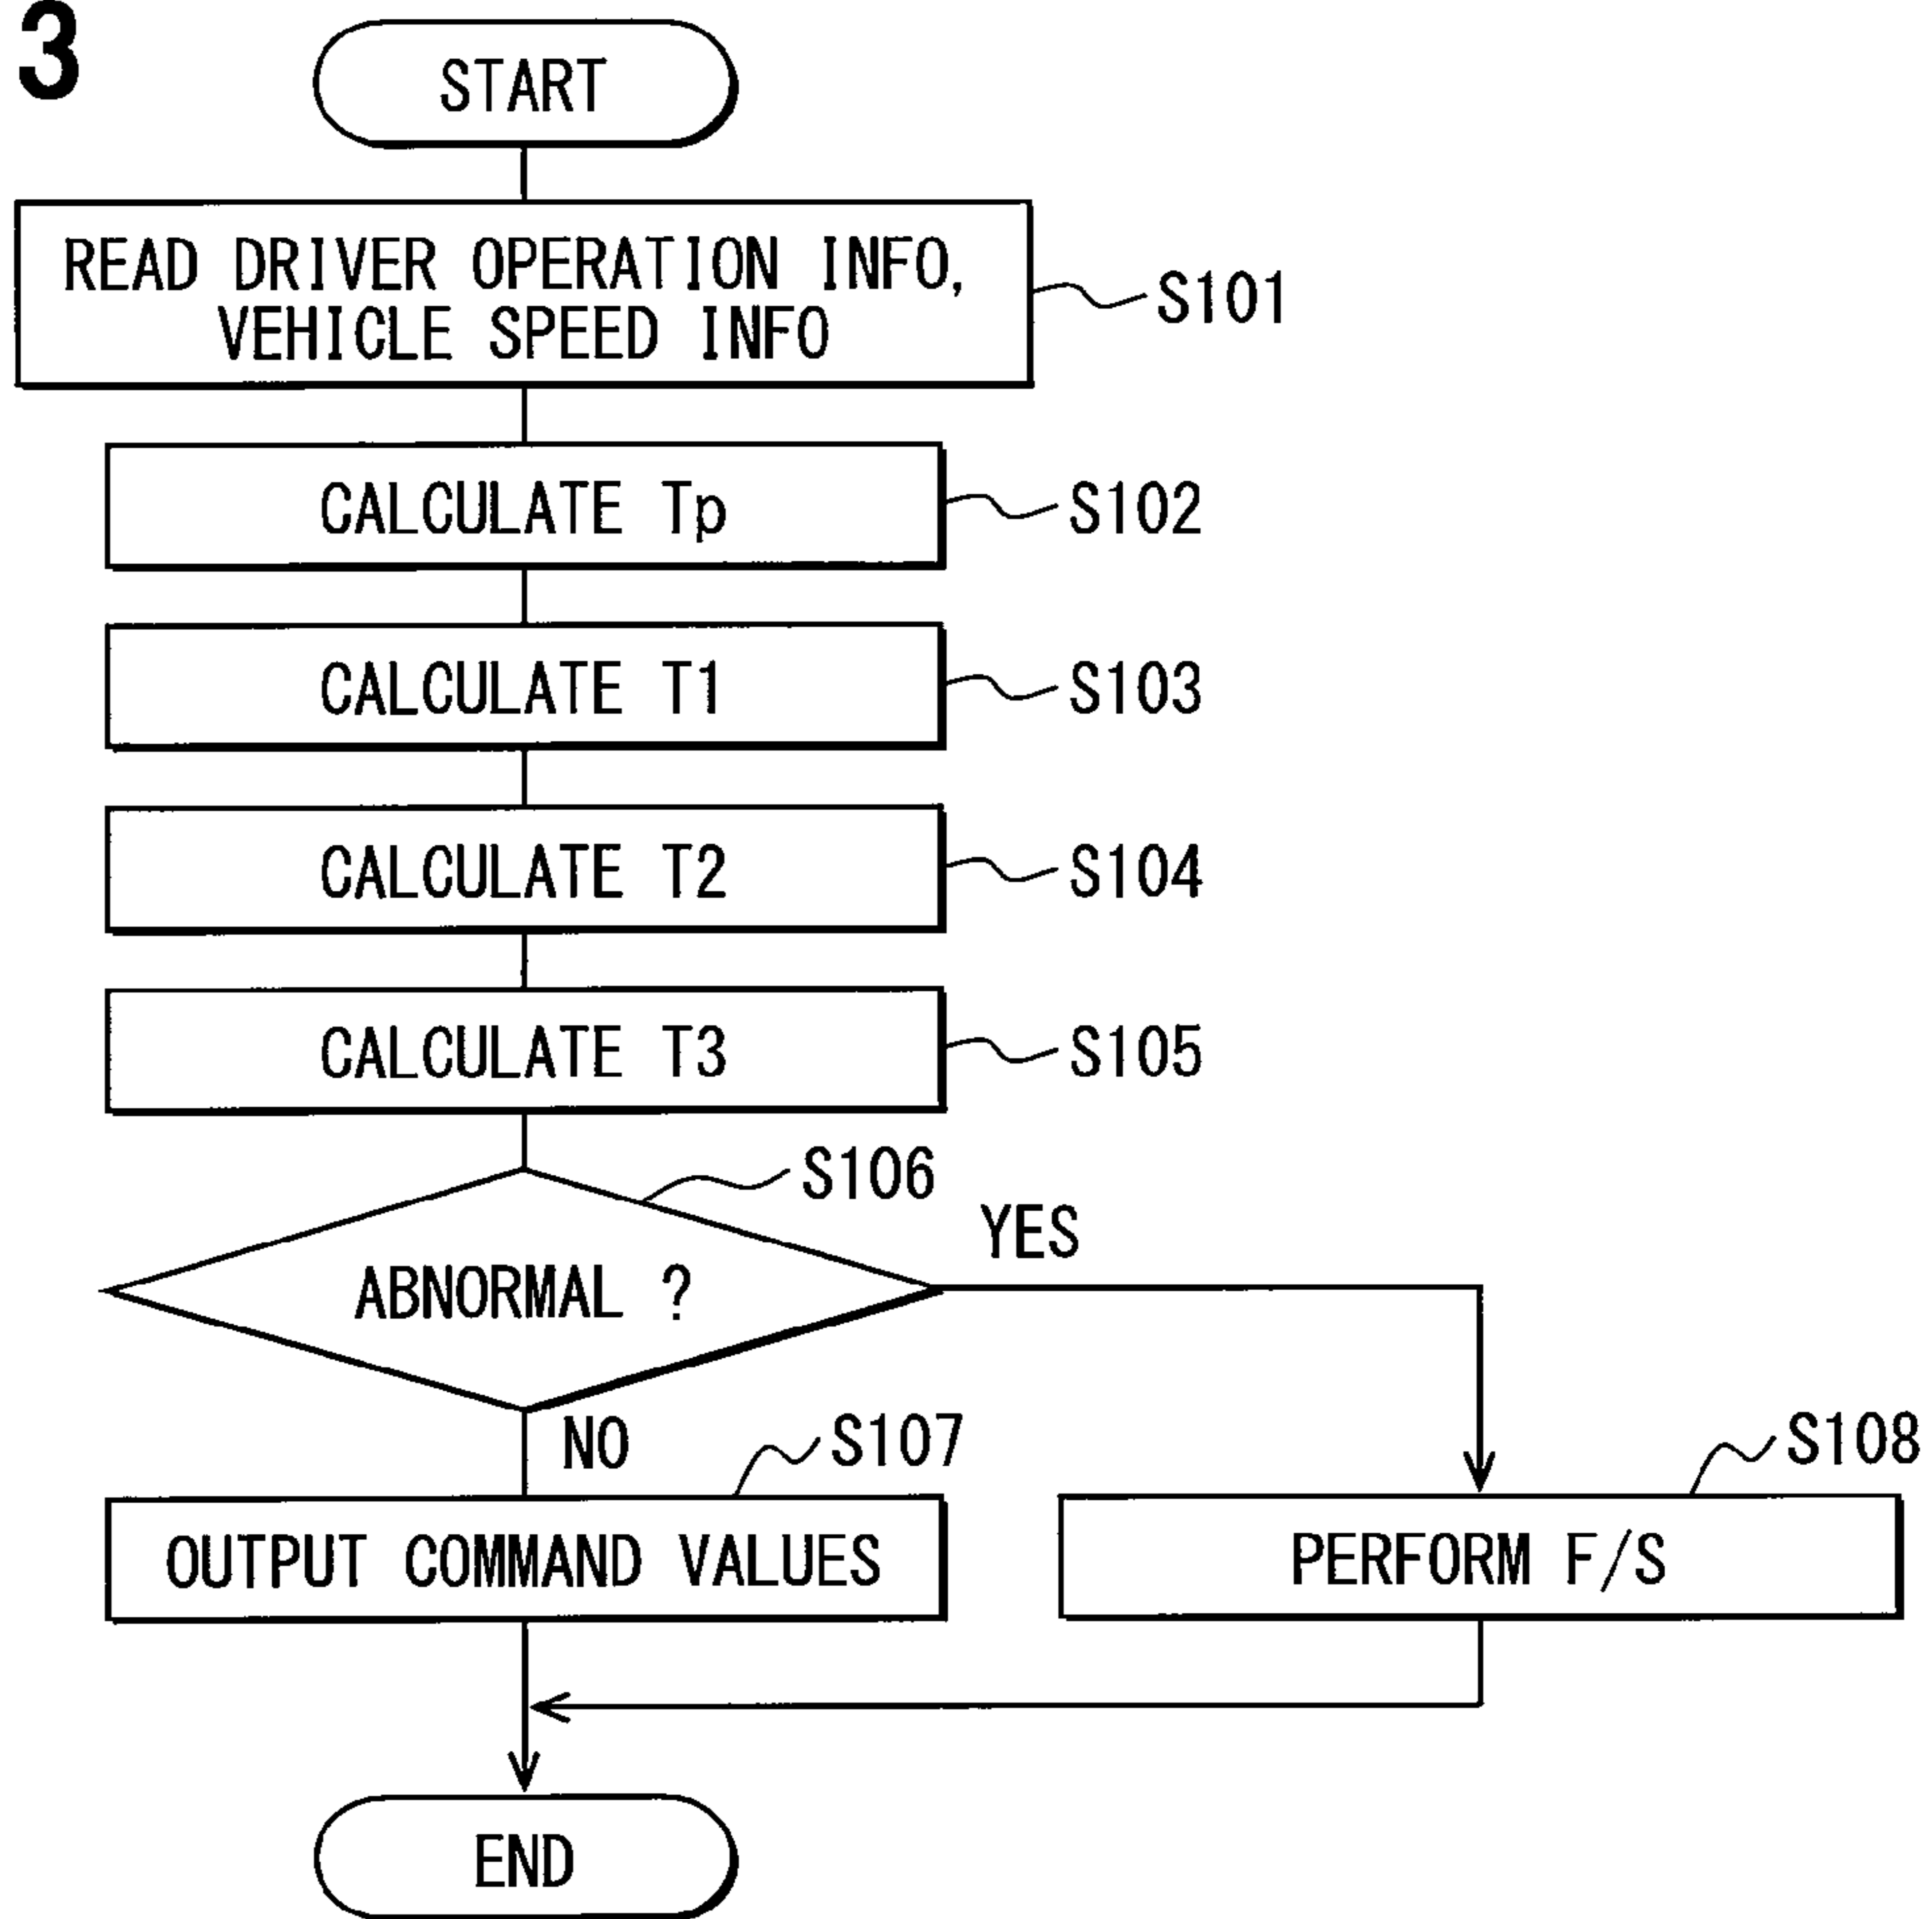 3
START
READ DRIVER OPERATION INFO,
VEHICLE SPEED INFO
S101
CALCULATE Tp
S102
CALCULATE T1
S103
CALCULATE T2
S104
CALCULATE T3
S105
S106
ABNORMAL ?
YES
NO
S107
S108
OUTPUT COMMAND VALUES
PERFORM F/S
END